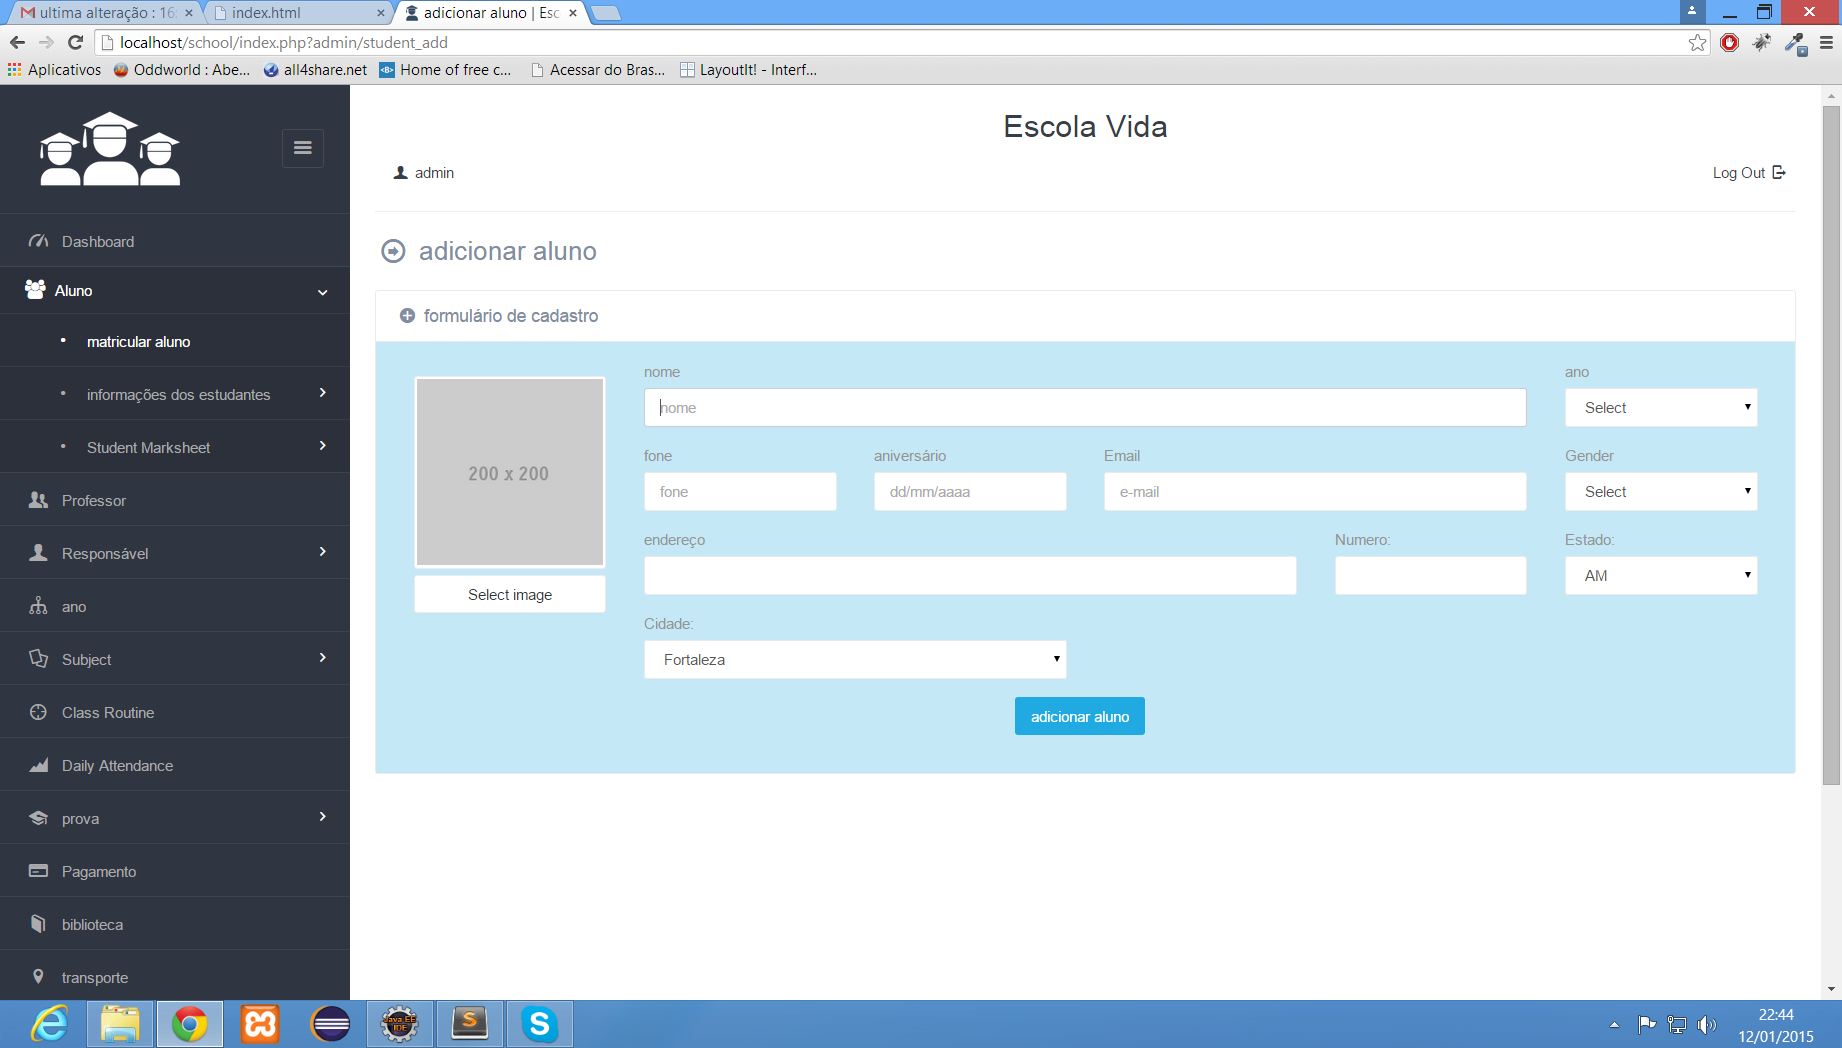 ultima alteração : 16:
index.html
adicionar aluno | Esc
localhost/school/index.php?admin/student_add
Aplicativos
Oddworld : Abe...
all4share.net
Home of free c...
Acessar do Bras...
LayoutIt! - Interf...
Escola Vida
admin
Log Out
Dashboard
Aluno
matricular aluno
informações dos estudantes
Student Marksheet
Professor
Responsável
ano
Subject
Class Routine
Daily Attendance
prova
Pagamento
biblioteca
transporte
adicionar aluno
formulário de cadastro
200 x 200
Select image
nome
nome
ano
Select
fone
fone
aniversário
dd/mm/aaaa
Email
e-mail
Gender
Select
endereço
Numero:
Estado:
AM
Cidade:
Fortaleza
adicionar aluno
Java EE
IDE
22:44
12/01/2015